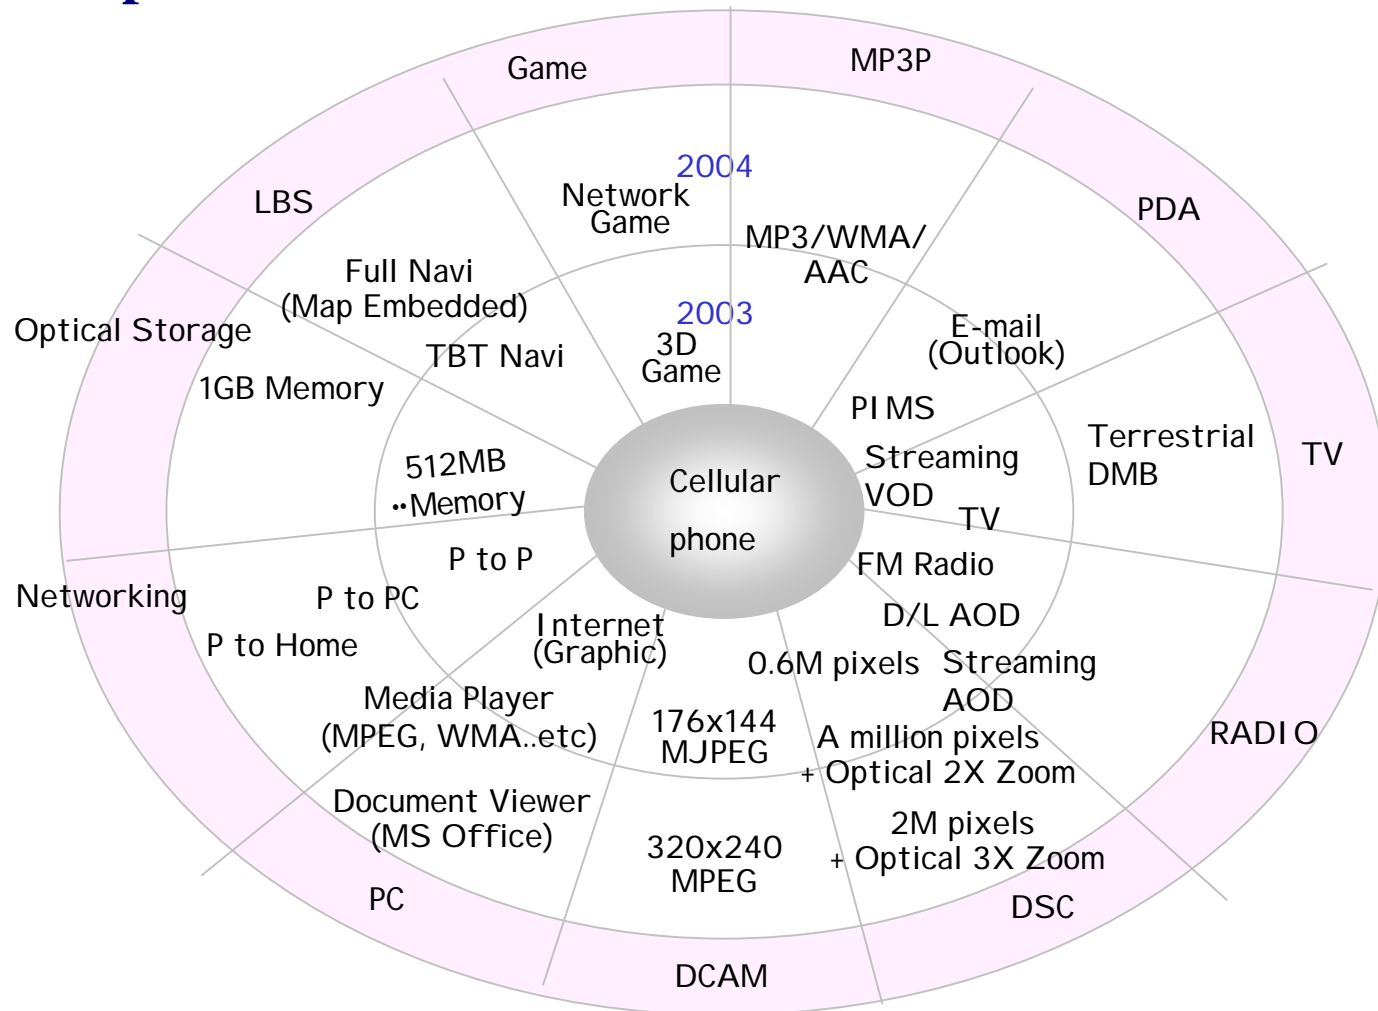 Game
MP3P
2004
LBS
Network
Game
PDA
MP3/WMA/
AAC
Full Navi
(Map Embedded)
2003
Optical Storage
E-mail
(Outlook)
TBT Navi
3D
Game
1GB Memory
PIMS
Terrestrial
DMB
TV
Streaming
VOD
512MB
••Memory
Cellular
phone
TV
P to P
FM Radio
Networking
P to PC
D/L AOD
P to Home
Internet
(Graphic)
0.6M pixels
Streaming
AOD
Media Player
(MPEG, WMA..etc)
176x144
MJPEG
A million pixels
+ Optical 2X Zoom
RADIO
Document Viewer
(MS Office)
2M pixels
+ Optical 3X Zoom
320x240
MPEG
PC
DSC
DCAM